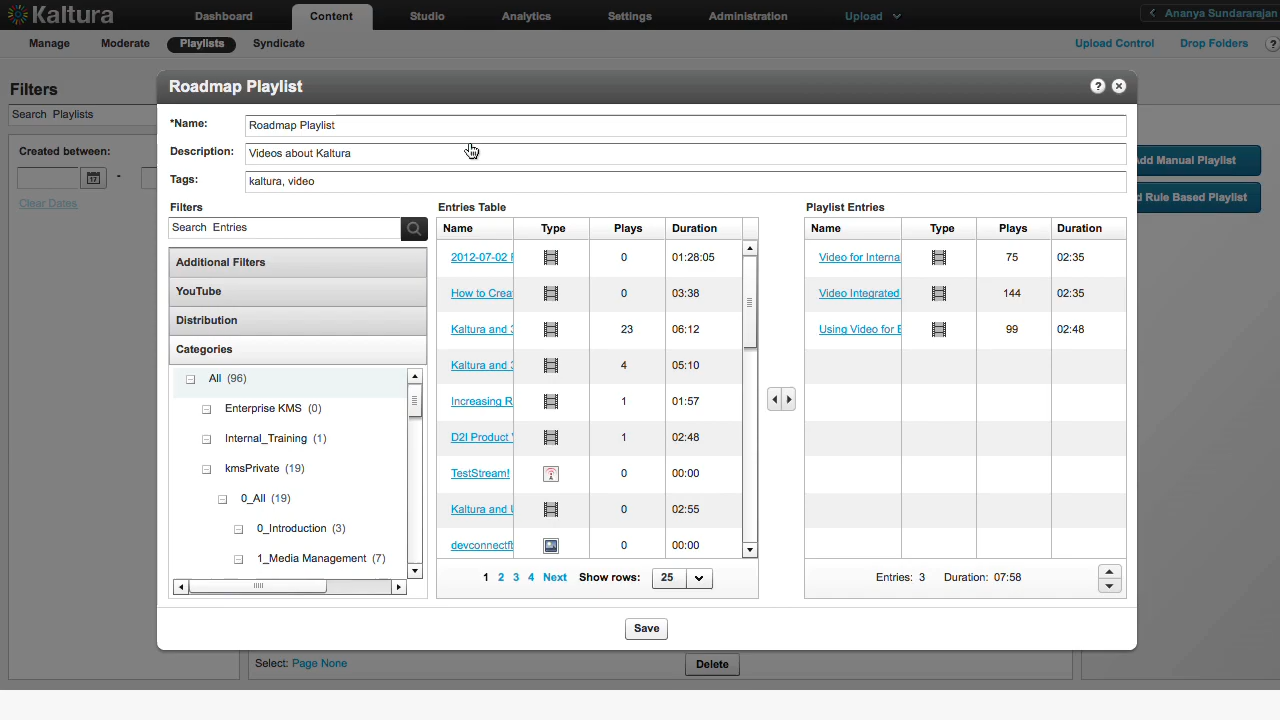 Kaltura
Dashboard Content Studio Analytics Settings Administration Upload Ananya Sundararajan
Manage Moderate Playlists Syndicate Upload Control Drop Folders ?
Filters
Search Playlists
Created between:
17 -
Clear Dates
dd Manual Playlist
d Rule Based Playlist
Roadmap Playlist ?
*Name: Roadmap Playlist
Description: Videos about Kaltura
Tags: kaltura, video
Filters
Search Entries
Additional Filters
YouTube
Distribution
Categories
All (96)
Enterprise KMS (0)
Internal_Training (1)
kmsPrivate (19)
0_All (19)
0_Introduction (3)
1_Media Management (7)
Entries Table
Name Type Plays Duration
2012-07-02 0 01:28:05
How to Crea 0 03:38
Kaltura and 23 06:12
Kaltura and 4 05:10
Increasing R 1 01:57
D2I Product 1 02:48
TestStream! 0 00:00
Kaltura and 0 02:55
devconnectf 0 00:00
1 2 3 4 Next Show rows: 25
Playlist Entries
Name Type Plays Duration
Video for Interna 75 02:35
Video Integrated 144 02:35
Using Video for 99 02:48
Entries: 3 Duration: 07:58
Save
Select: Page None
Delete